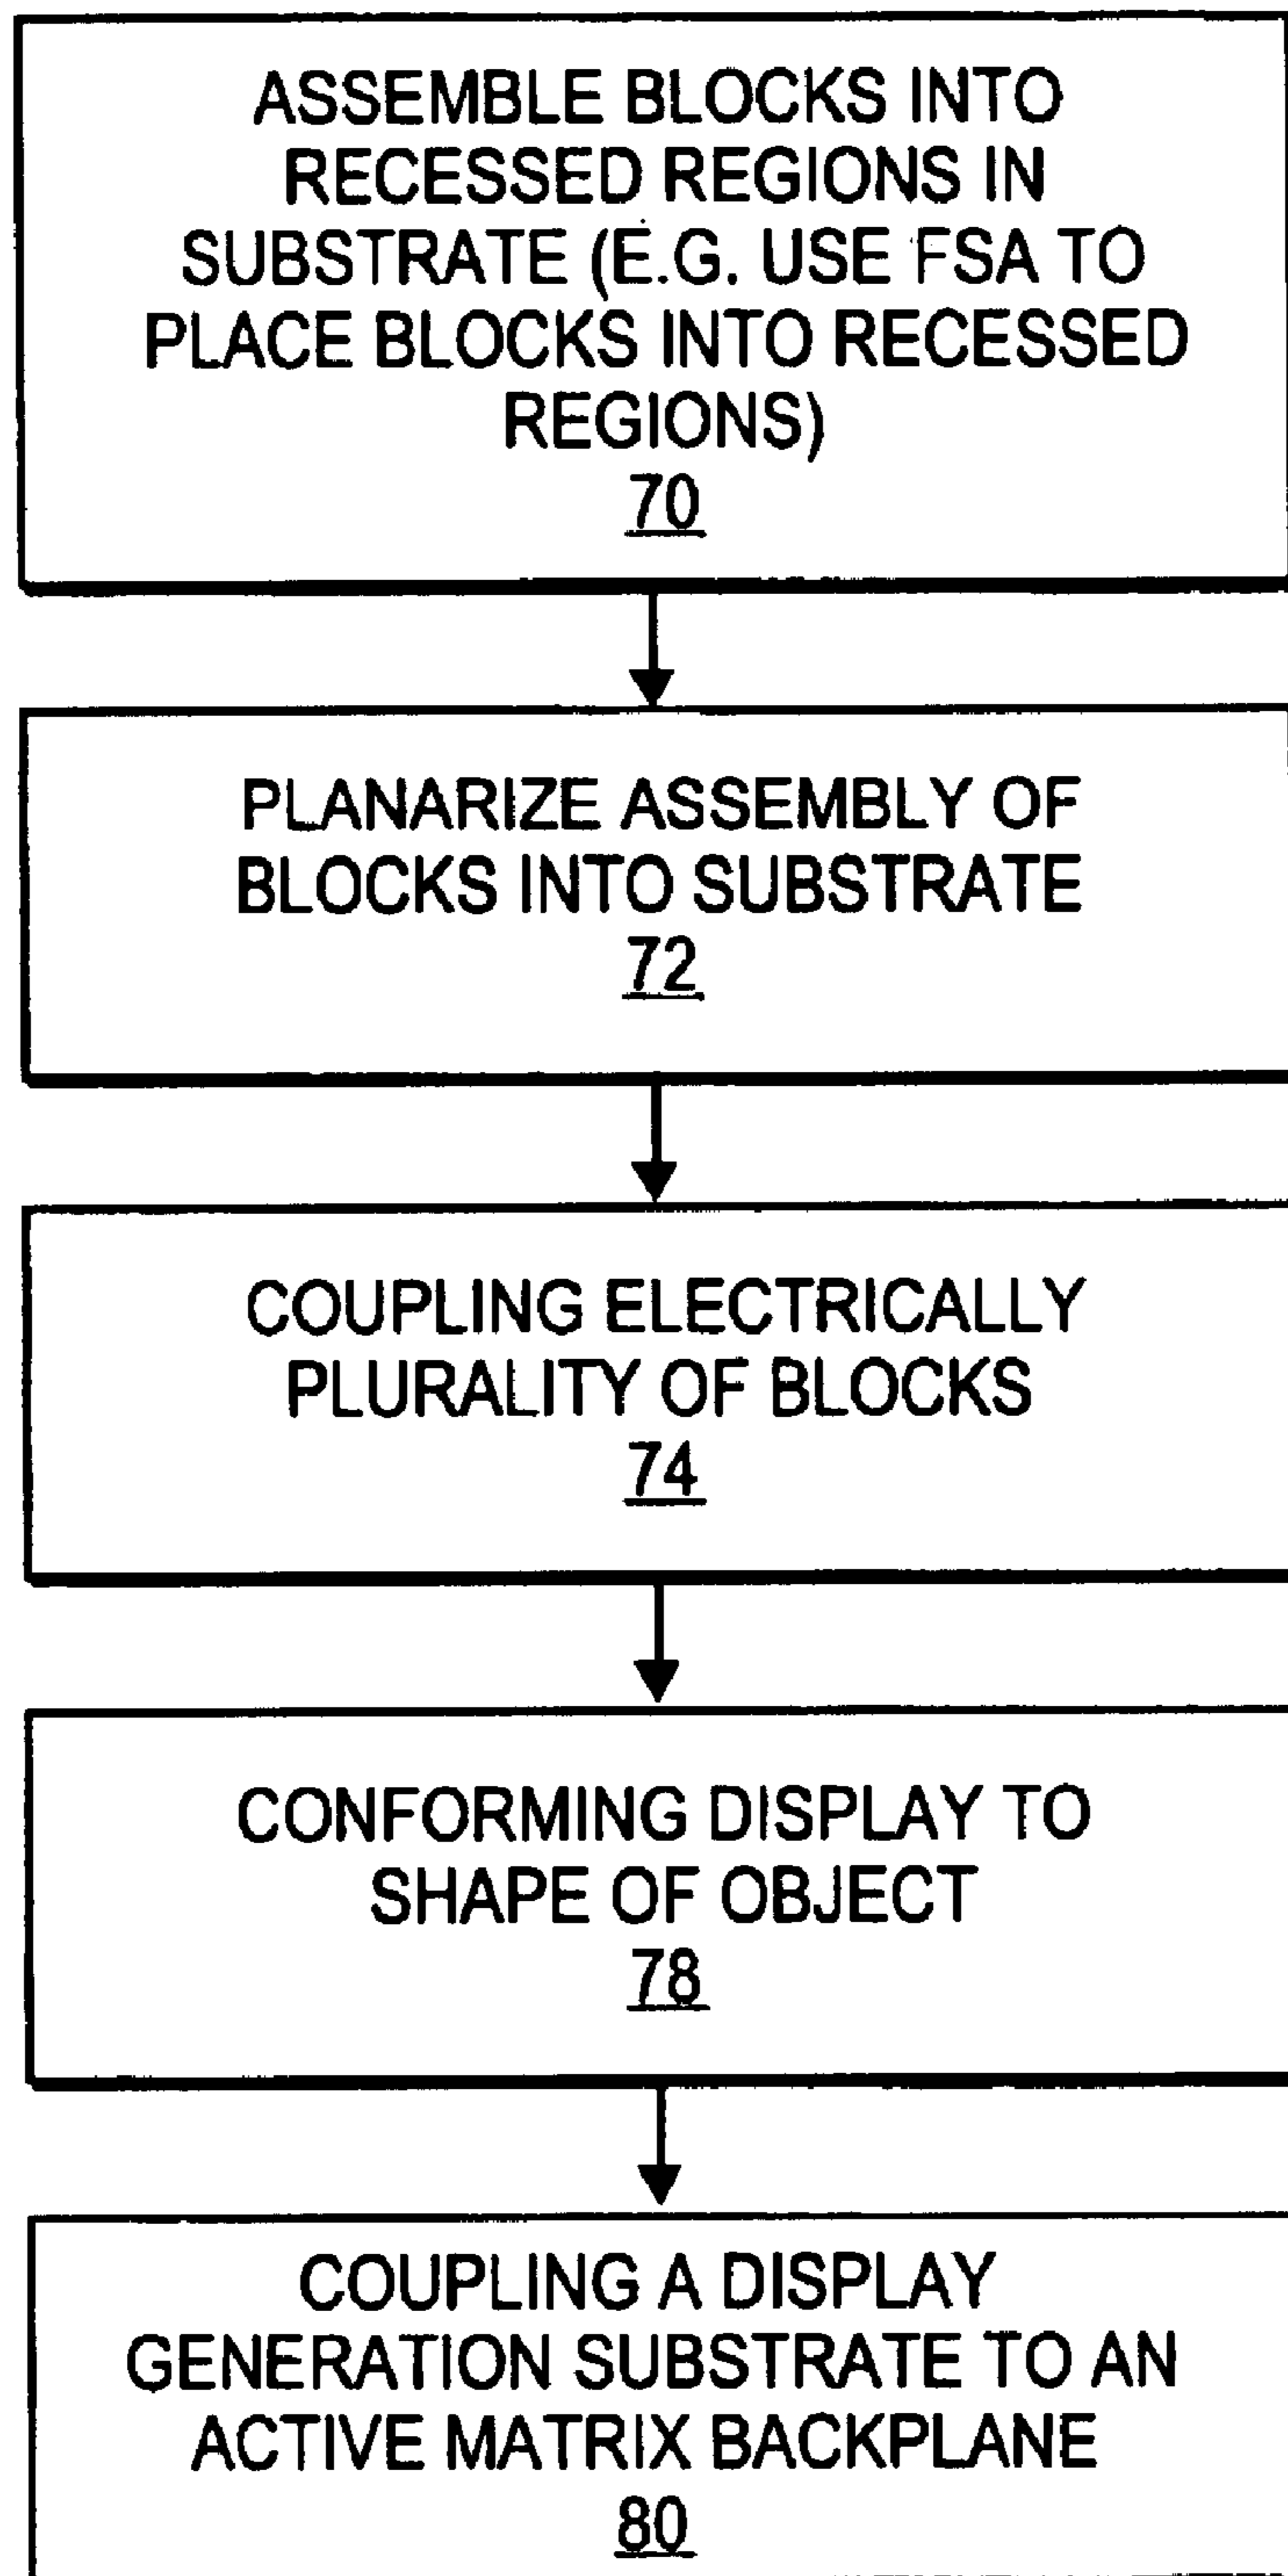 ASSEMBLE BLOCKS INTO
RECESSED REGIONS IN
SUBSTRATE (E.G. USE FSA TO
PLACE BLOCKS INTO RECESSED
REGIONS)
70
PLANARIZE ASSEMBLY OF
BLOCKS INTO SUBSTRATE
72
COUPLING ELECTRICALLY
PLURALITY OF BLOCKS
74
CONFORMING DISPLAY TO
SHAPE OF OBJECT
78
COUPLING A DISPLAY
GENERATION SUBSTRATE TO AN
ACTIVE MATRIX BACKPLANE
80